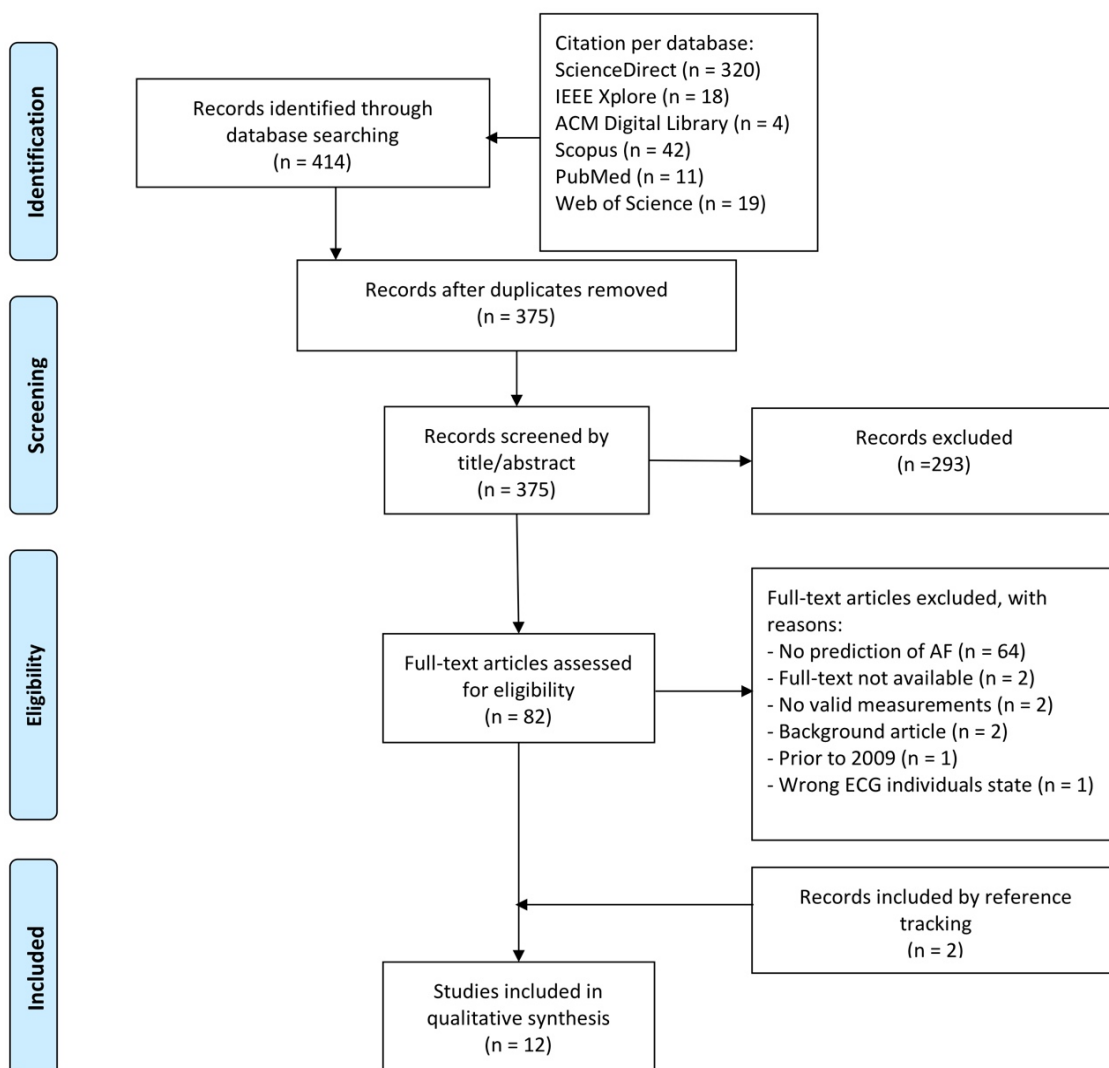 Identification
Records identified through
database searching
(n = 414)
Citation per database:
ScienceDirect (n = 320)
IEEE Xplore (n = 18)
ACM Digital Library (n = 4)
Scopus (n = 42)
PubMed (n = 11)
Web of Science (n = 19)
Records after duplicates removed
(n = 375)
Screening
Records screened by
title/abstract
(n = 375)
Records excluded
(n =293)
Eligibility
Full-text articles assessed
for eligibility
(n = 82)
Full-text articles excluded, with
reasons:
- No prediction of AF (n = 64)
- Full-text not available (n = 2)
- No valid measurements (n = 2)
- Background article (n = 2)
- Prior to 2009 (n = 1)
- Wrong ECG individuals state (n = 1)
Included
Records included by reference
tracking
(n = 2)
Studies included in
qualitative synthesis
(n = 12)